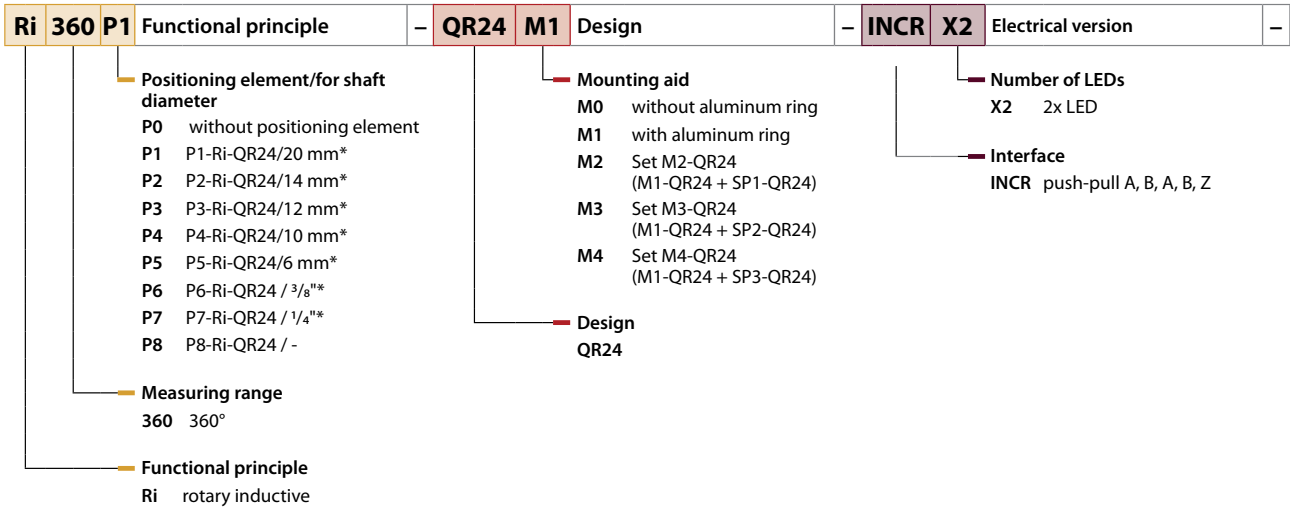 Ri 360 P1 Functional principle – QR24 M1 Design – INCR X2 Electrical version –
Positioning element/for shaft
diameter
P0 without positioning element
P1 P1-Ri-QR24/20 mm*
P2 P2-Ri-QR24/14 mm*
P3 P3-Ri-QR24/12 mm*
P4 P4-Ri-QR24/10 mm*
P5 P5-Ri-QR24/6 mm*
P6 P6-Ri-QR24 / ³/₈"*
P7 P7-Ri-QR24 / ¹/₄"*
P8 P8-Ri-QR24 / -
Measuring range
360 360°
Functional principle
Ri rotary inductive
Mounting aid
M0 without aluminum ring
M1 with aluminum ring
M2 Set M2-QR24
(M1-QR24 + SP1-QR24)
M3 Set M3-QR24
(M1-QR24 + SP2-QR24)
M4 Set M4-QR24
(M1-QR24 + SP3-QR24)
Design
QR24
Number of LEDs
X2 2x LED
Interface
INCR push-pull A, B, A, B, Z